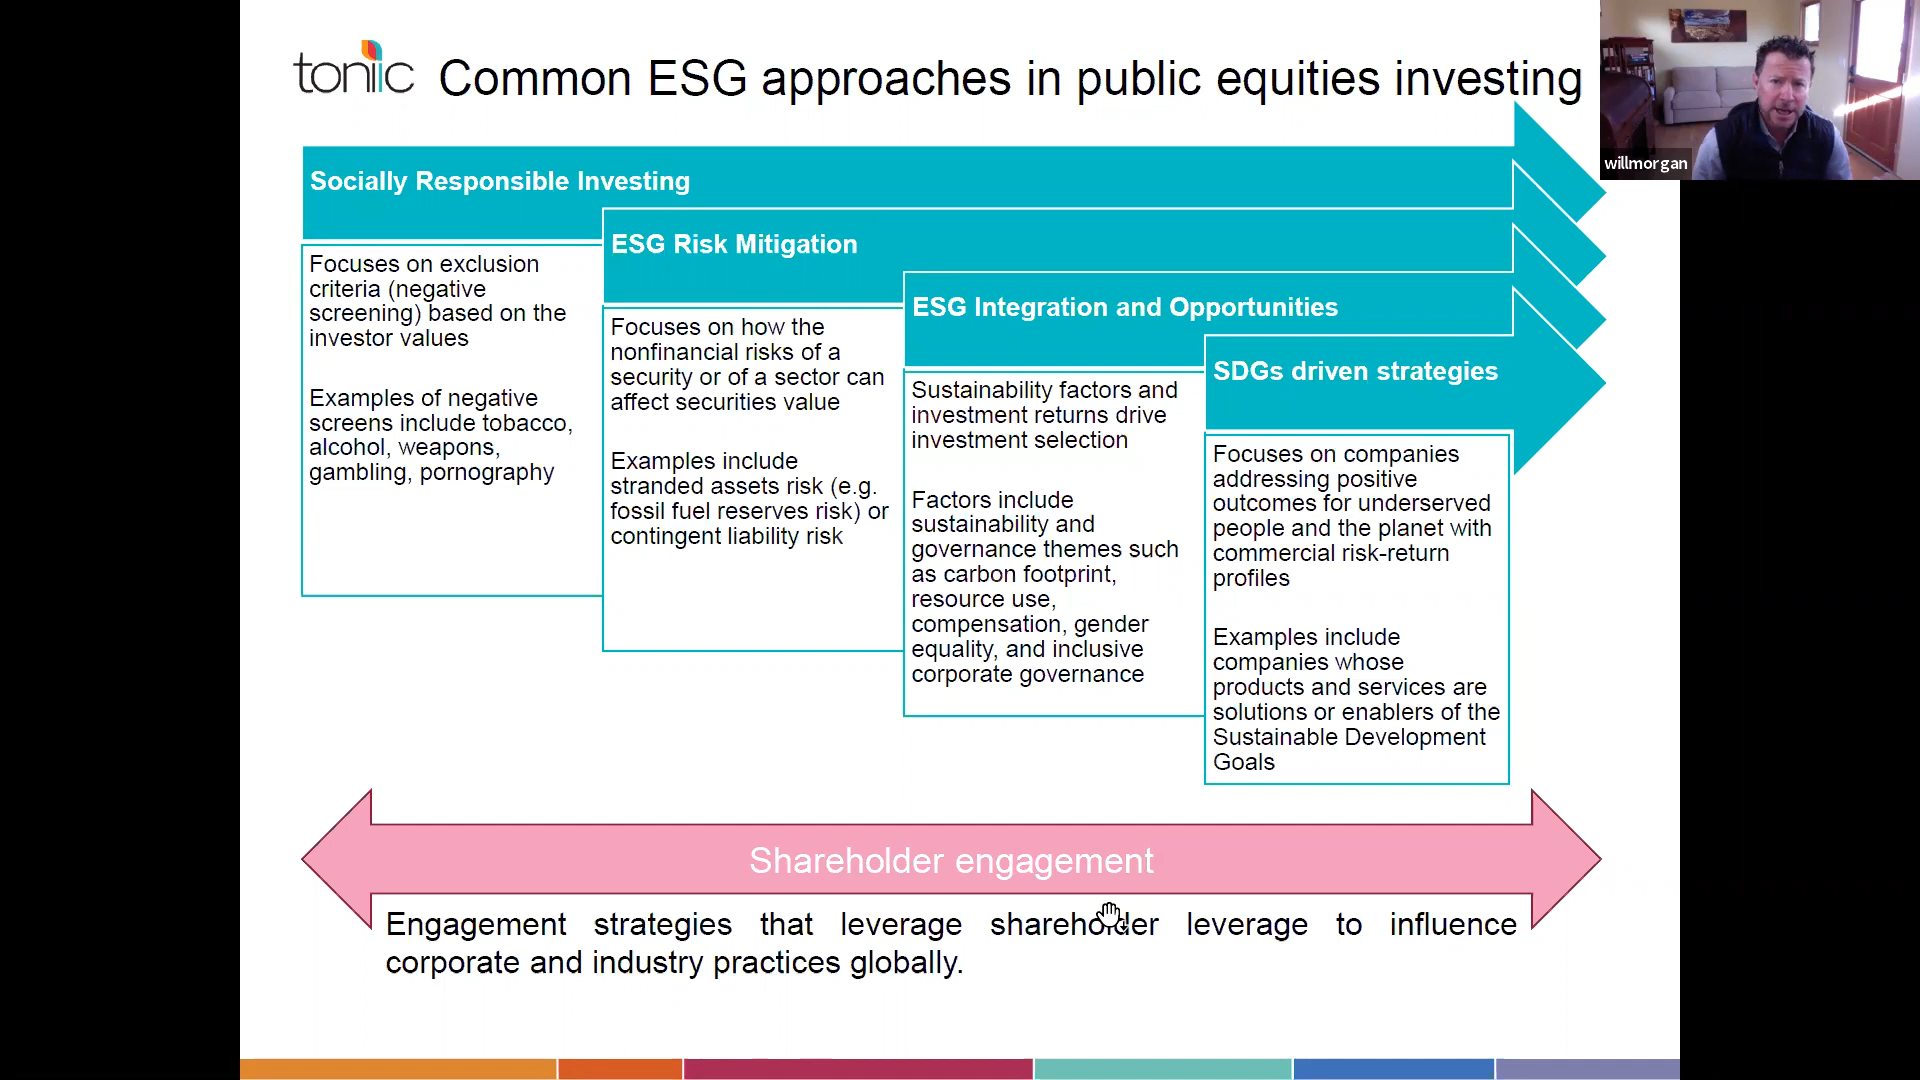 toniic
Common ESG approaches in public equities investing
willmorgan
Socially Responsible Investing
Focuses on exclusion
criteria (negative
screening) based on the
investor values
Examples of negative
screens include tobacco,
alcohol, weapons,
gambling, pornography
ESG Risk Mitigation
Focuses on how the
nonfinancial risks of a
security or of a sector can
affect securities value
Examples include
stranded assets risk (e.g.
fossil fuel reserves risk) or
contingent liability risk
ESG Integration and Opportunities
Sustainability factors and
investment returns drive
investment selection
Factors include
sustainability and
governance themes such
as carbon footprint,
resource use,
compensation, gender
equality, and inclusive
corporate governance
SDGs driven strategies
Focuses on companies
addressing positive
outcomes for underserved
people and the planet with
commercial risk-return
profiles
Examples include
companies whose
products and services are
solutions or enablers of the
Sustainable Development
Goals
Shareholder engagement
Engagement strategies that leverage shareholder leverage to influence
corporate and industry practices globally.